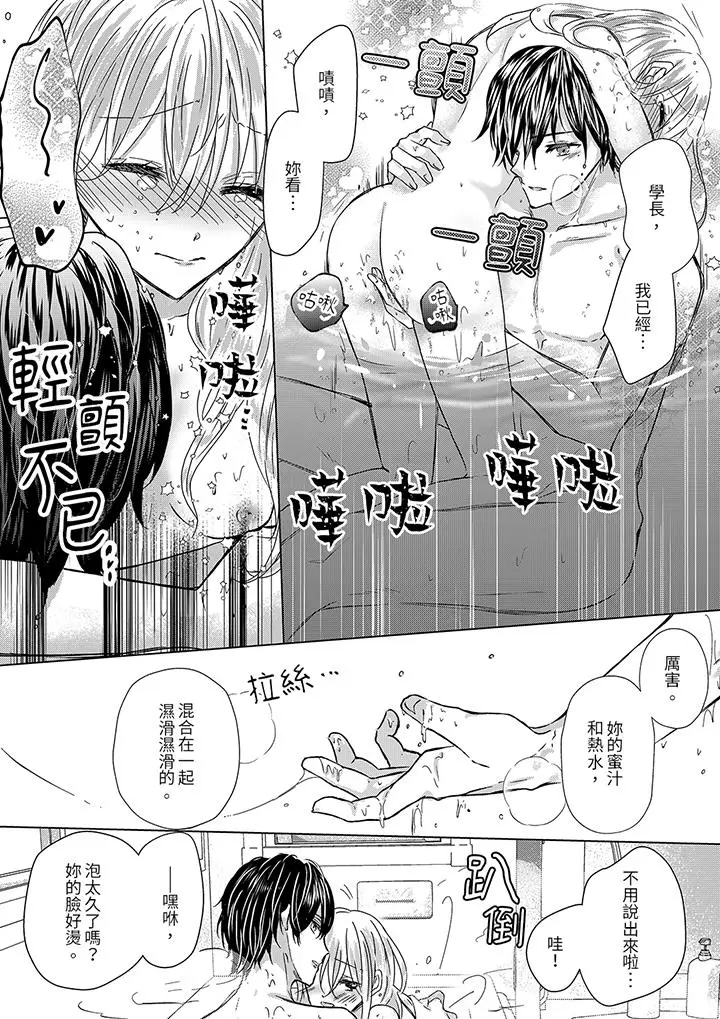 學長，
我已經…
一顫
一顫
咕啾
咕啾
嘩啦
嘩啦
嘖嘖，
妳看…
嘩啦…
輕顫
不已…
厲害。
妳的蜜汁
和熱水，
拉絲…
混合在一起
濕滑濕滑的。
不用說出來啦…
哇！
趴倒
──嘿咻，
泡太久了嗎？
妳的臉好燙。